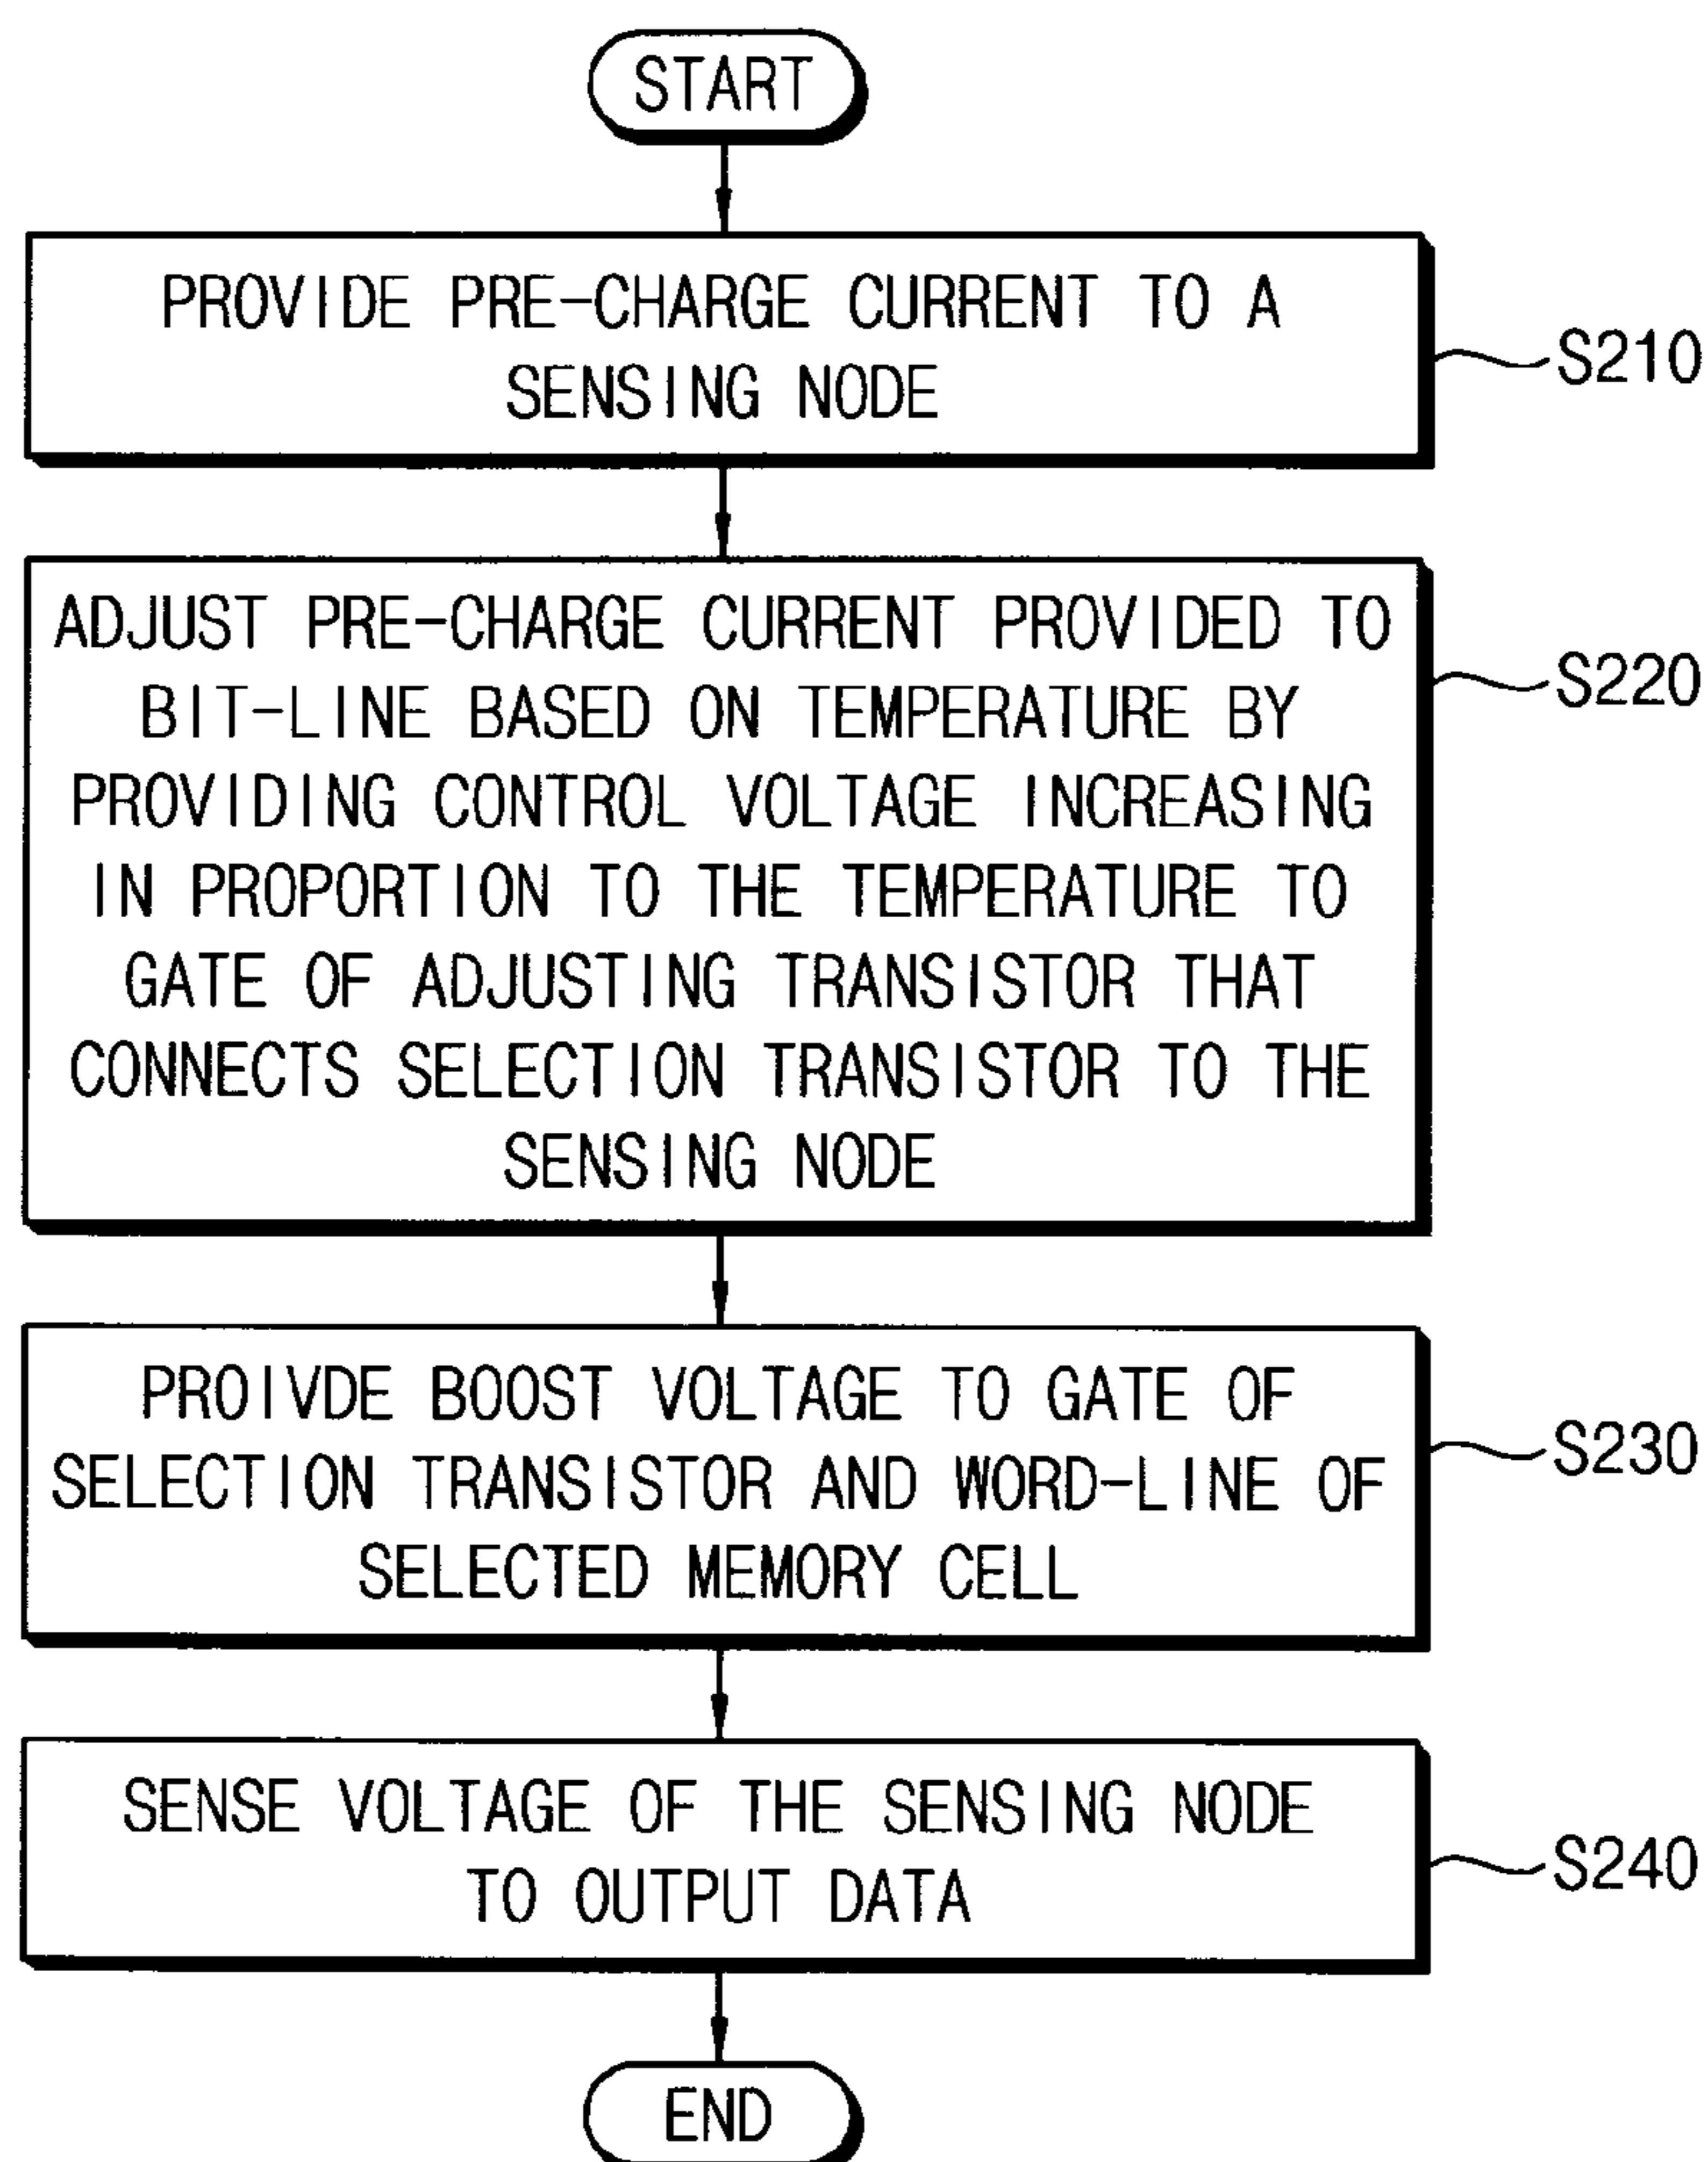 START
PROVIDE PRE-CHARGE CURRENT TO A
SENSING NODE
S210
ADJUST PRE-CHARGE CURRENT PROVIDED TO
BIT-LINE BASED ON TEMPERATURE BY
PROVIDING CONTROL VOLTAGE INCREASING
IN PROPORTION TO THE TEMPERATURE TO
GATE OF ADJUSTING TRANSISTOR THAT
CONNECTS SELECTION TRANSISTOR TO THE
SENSING NODE
S220
PROIVDE BOOST VOLTAGE TO GATE OF
SELECTION TRANSISTOR AND WORD-LINE OF
SELECTED MEMORY CELL
S230
SENSE VOLTAGE OF THE SENSING NODE
TO OUTPUT DATA
S240
END